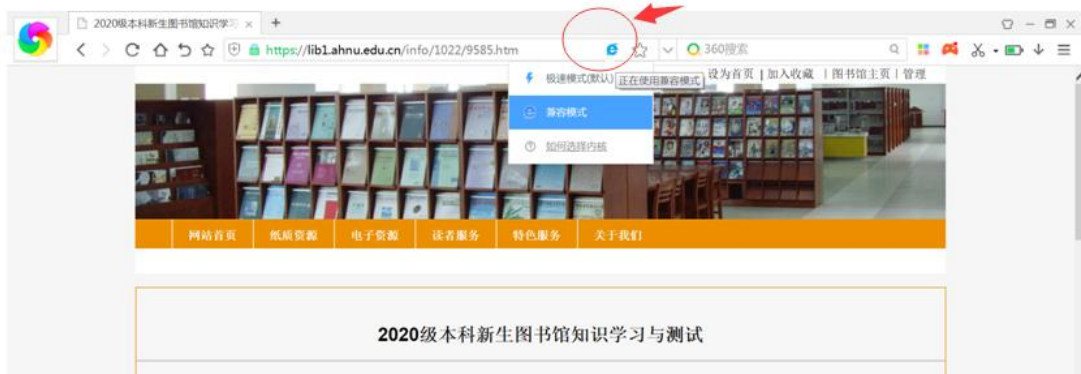 2020级本科新生图书馆知识学习
https://lib1.ahnu.edu.cn/info/1022/9585.htm
360搜索
极速模式(默认)
正在使用兼容模式
设为首页 | 加入收藏 | 图书馆主页 | 管理
兼容模式
如何选择内核
网站首页 纸质资源 电子资源 读者服务 特色服务 关于我们
2020级本科新生图书馆知识学习与测试